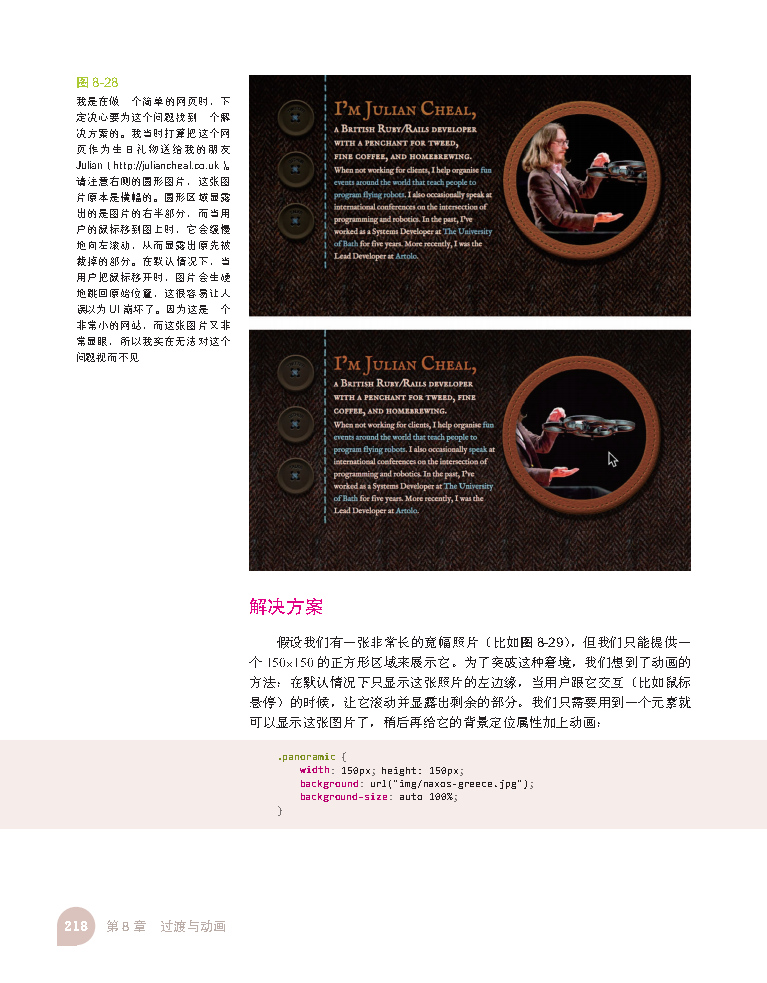 图 8-28
我是在做 个简单的网页时，下
定决心要为这个问题找到 个解
决方案的。我当时打算把这个网
页作为生日礼物送给我的朋友
Julian（http://juliancheal.co.uk）。
请注意右侧的圆形图片，这张图
片原本是横幅的。圆形区域显露
出的是图片的右半部分，而当用
户的鼠标移到图上时，它会缓慢
地向左滚动，从而显露出原先被
裁掉的部分。在默认情况下，当
用户把鼠标移开时，图片会生硬
地跳回原始位置，这很容易让人
误以为 UI 崩坏了。因为这是 个
非常小的网站，而这张图片又非
常显眼，所以我实在无法对这个
问题视而不见
I'm Julian Cheal,
a British Ruby/Rails developer
with a penchant for tweed,
fine coffee, and homebrewing.
When not working for clients, I help organise fun
events around the world that teach people to
program flying robots. I also occasionally speak at
international conferences on the intersection of
programming and robotics. In the past, I've
worked as a Systems Developer at The University
of Bath for five years. More recently, I was the
Lead Developer at Artolo.
I'm Julian Cheal,
a British Ruby/Rails developer
with a penchant for tweed, fine
coffee, and homebrewing.
When not working for clients, I help organise fun
events around the world that teach people to
program flying robots. I also occasionally speak at
international conferences on the intersection of
programming and robotics. In the past, I've
worked as a Systems Developer at The University
of Bath for five years. More recently, I was the
Lead Developer at Artolo.
解决方案
假设我们有一张非常长的宽幅照片（比如图 8-29），但我们只能提供一
个 150×150 的正方形区域来展示它。为了突破这种窘境，我们想到了动画的
方法：在默认情况下只显示这张照片的左边缘，当用户跟它交互（比如鼠标
悬停）的时候，让它滚动并显露出剩余的部分。我们只需要用到一个元素就
可以显示这张图片了，稍后再给它的背景定位属性加上动画：
.panoramic {
width: 150px; height: 150px;
background: url("img/naxos-greece.jpg");
background-size: auto 100%;
}
218 第 8 章 过渡与动画